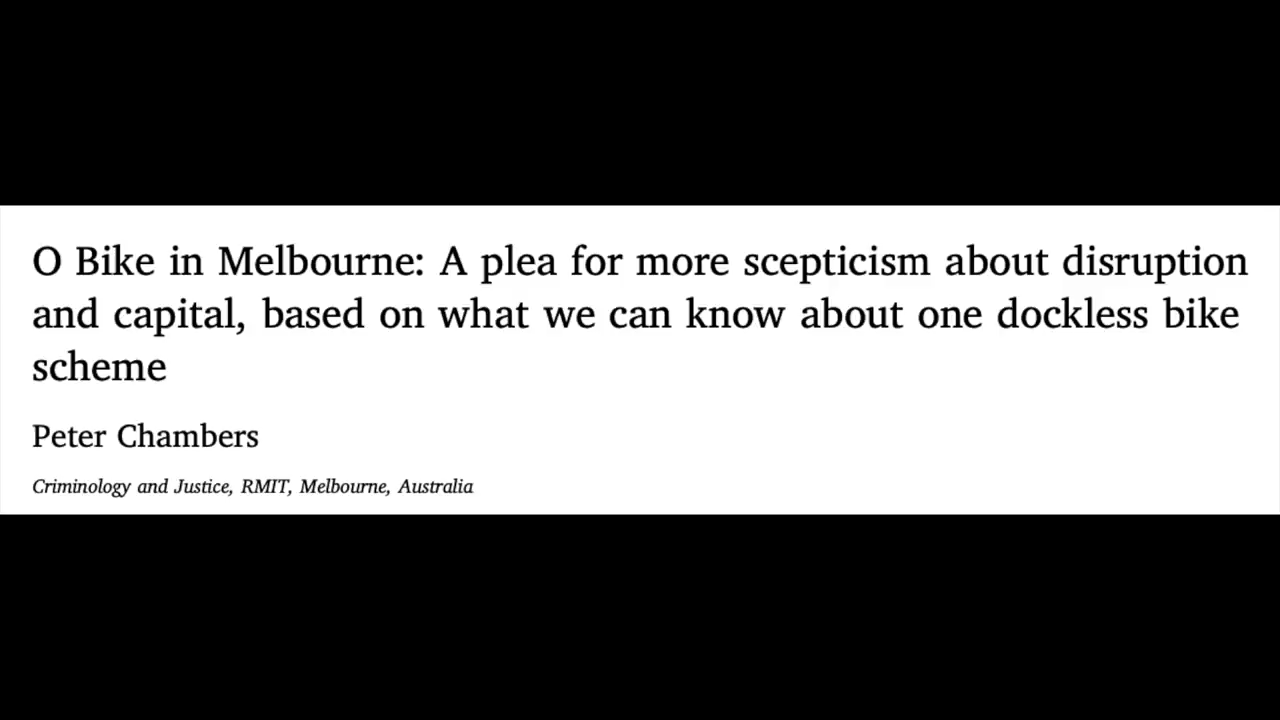 O Bike in Melbourne: A plea for more scepticism about disruption
and capital, based on what we can know about one dockless bike
scheme
Peter Chambers
Criminology and Justice, RMIT, Melbourne, Australia